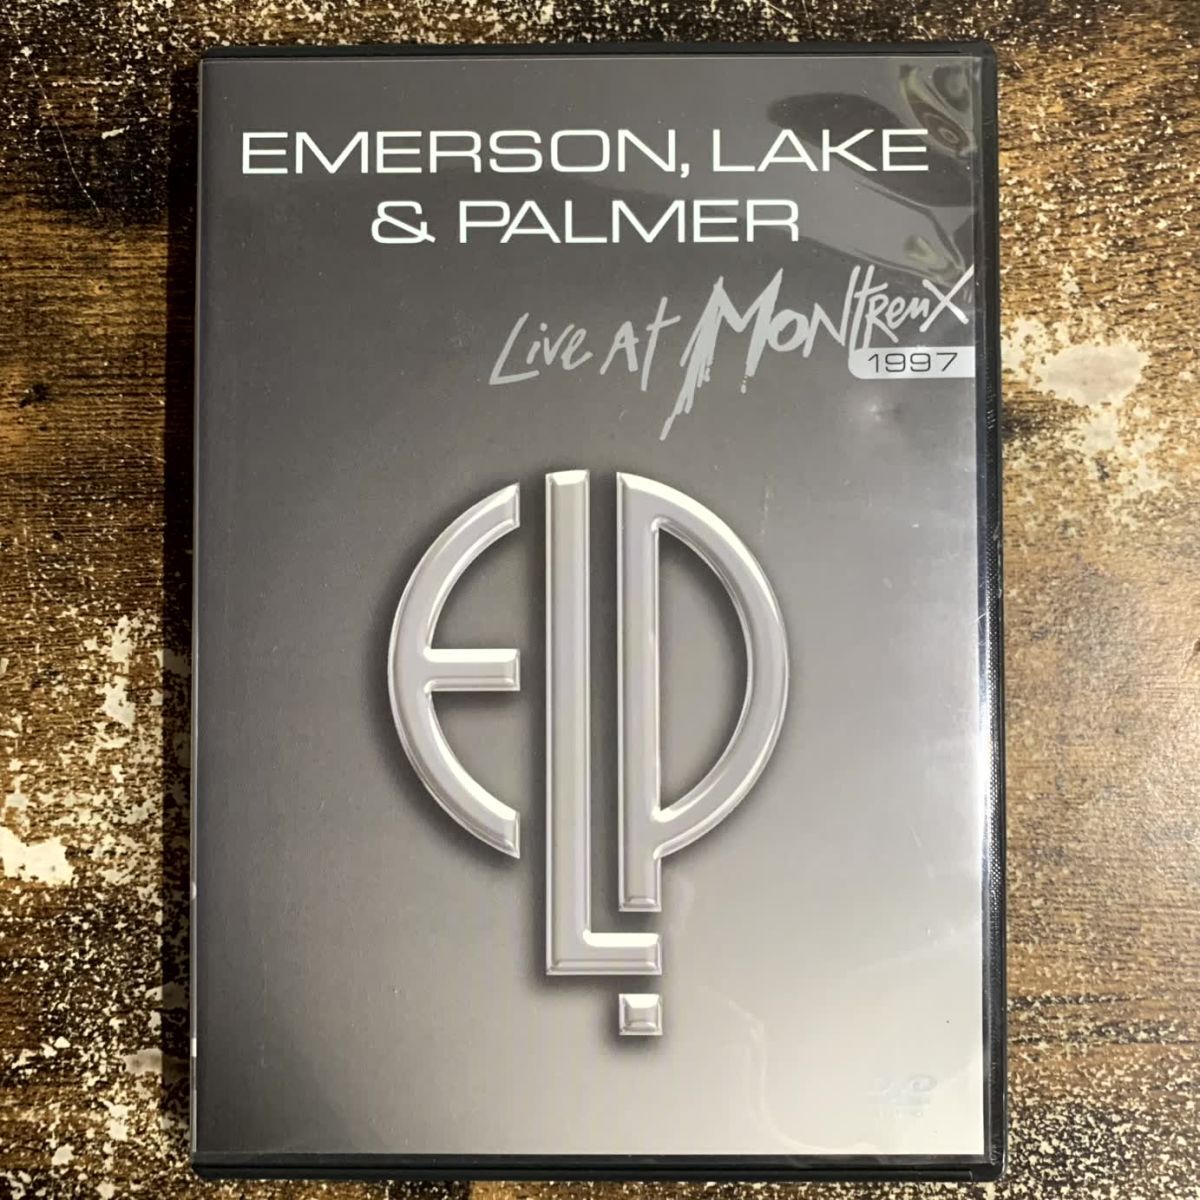 EMERSON, LAKE
& PALMER
Live At Montreux
1997
ELP